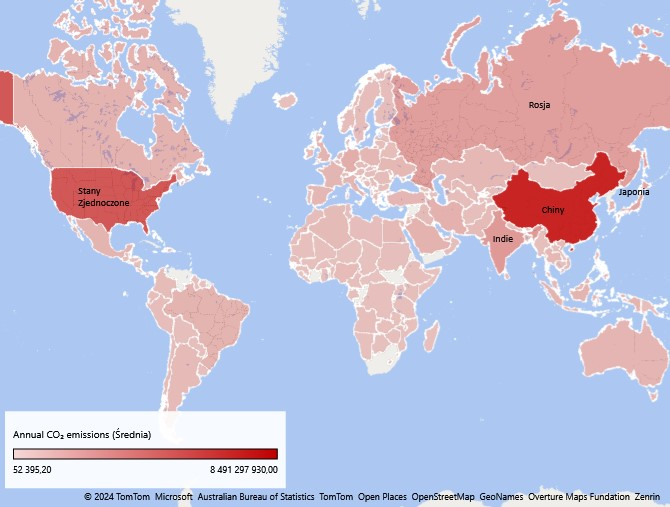 Rosja
Stany
Zjednoczone
Japonia
Chiny
Indie
Annual CO₂ emissions (Średnia)
52 395,20 8 491 297 930,00
© 2024 TomTom Microsoft Australian Bureau of Statistics TomTom Open Places OpenStreetMap GeoNames Overture Maps Fundation Zenrin